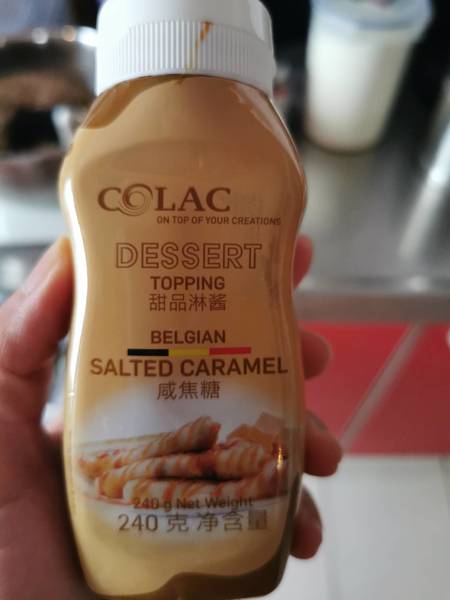 COLAC
ON TOP OF YOUR CREATIONS
DESSERT
TOPPING
甜品淋酱
BELGIAN
SALTED CARAMEL
咸焦糖
240 g Net Weight
240 克 净含量